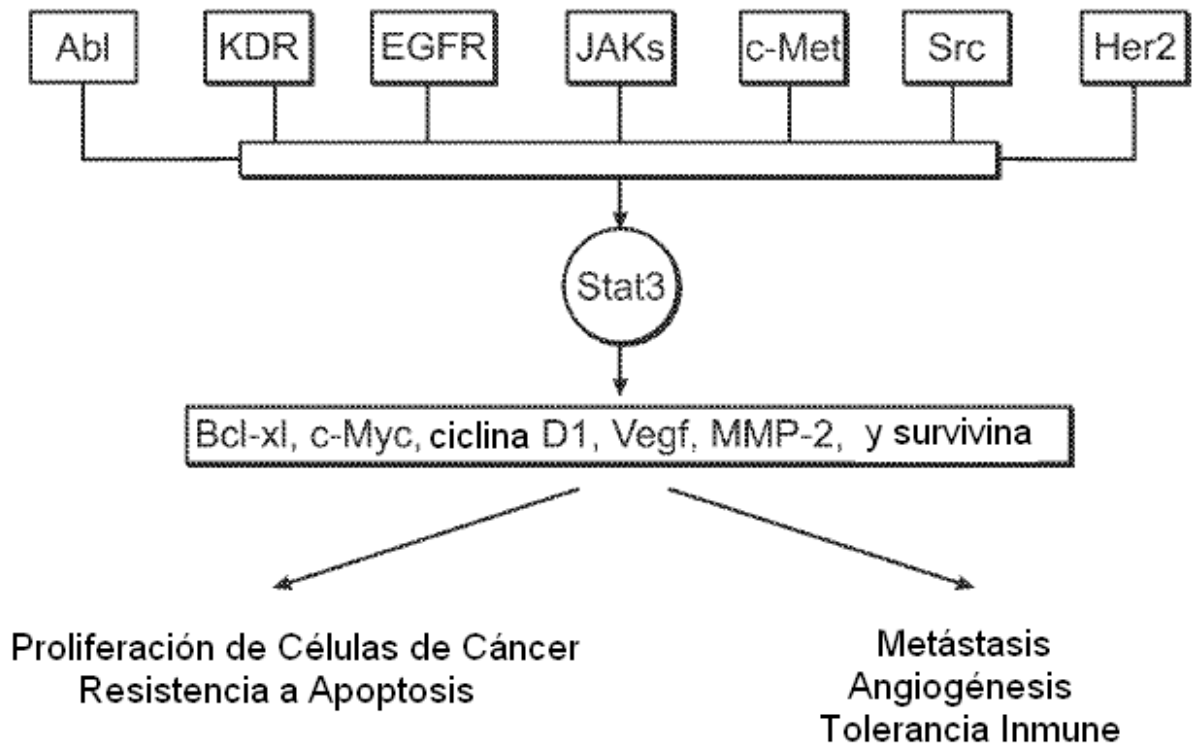 Abl KDR EGFR JAKs c-Met Src Her2
Stat3
Bcl-xl, c-Myc, ciclina D1, Vegf, MMP-2, y survivina
Proliferación de Células de Cáncer
Resistencia a Apoptosis
Metástasis
Angiogénesis
Tolerancia Inmune